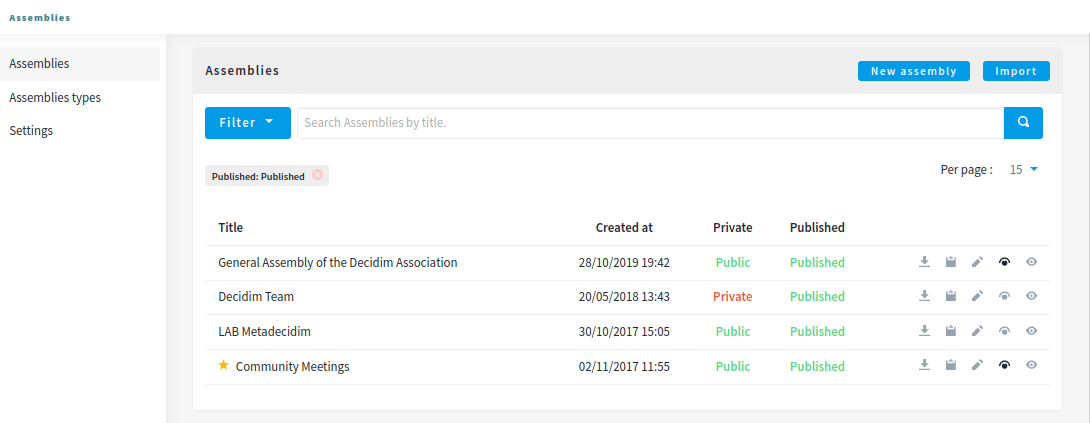 Assemblies
Assemblies
Assemblies types
Settings
Assemblies
New assembly
Import
Filter
Search Assemblies by title.
Published: Published
Per page : 15
Title Created at Private Published
General Assembly of the Decidim Association 28/10/2019 19:42 Public Published
Decidim Team 20/05/2018 13:43 Private Published
LAB Metadecidim 30/10/2017 15:05 Public Published
Community Meetings 02/11/2017 11:55 Public Published